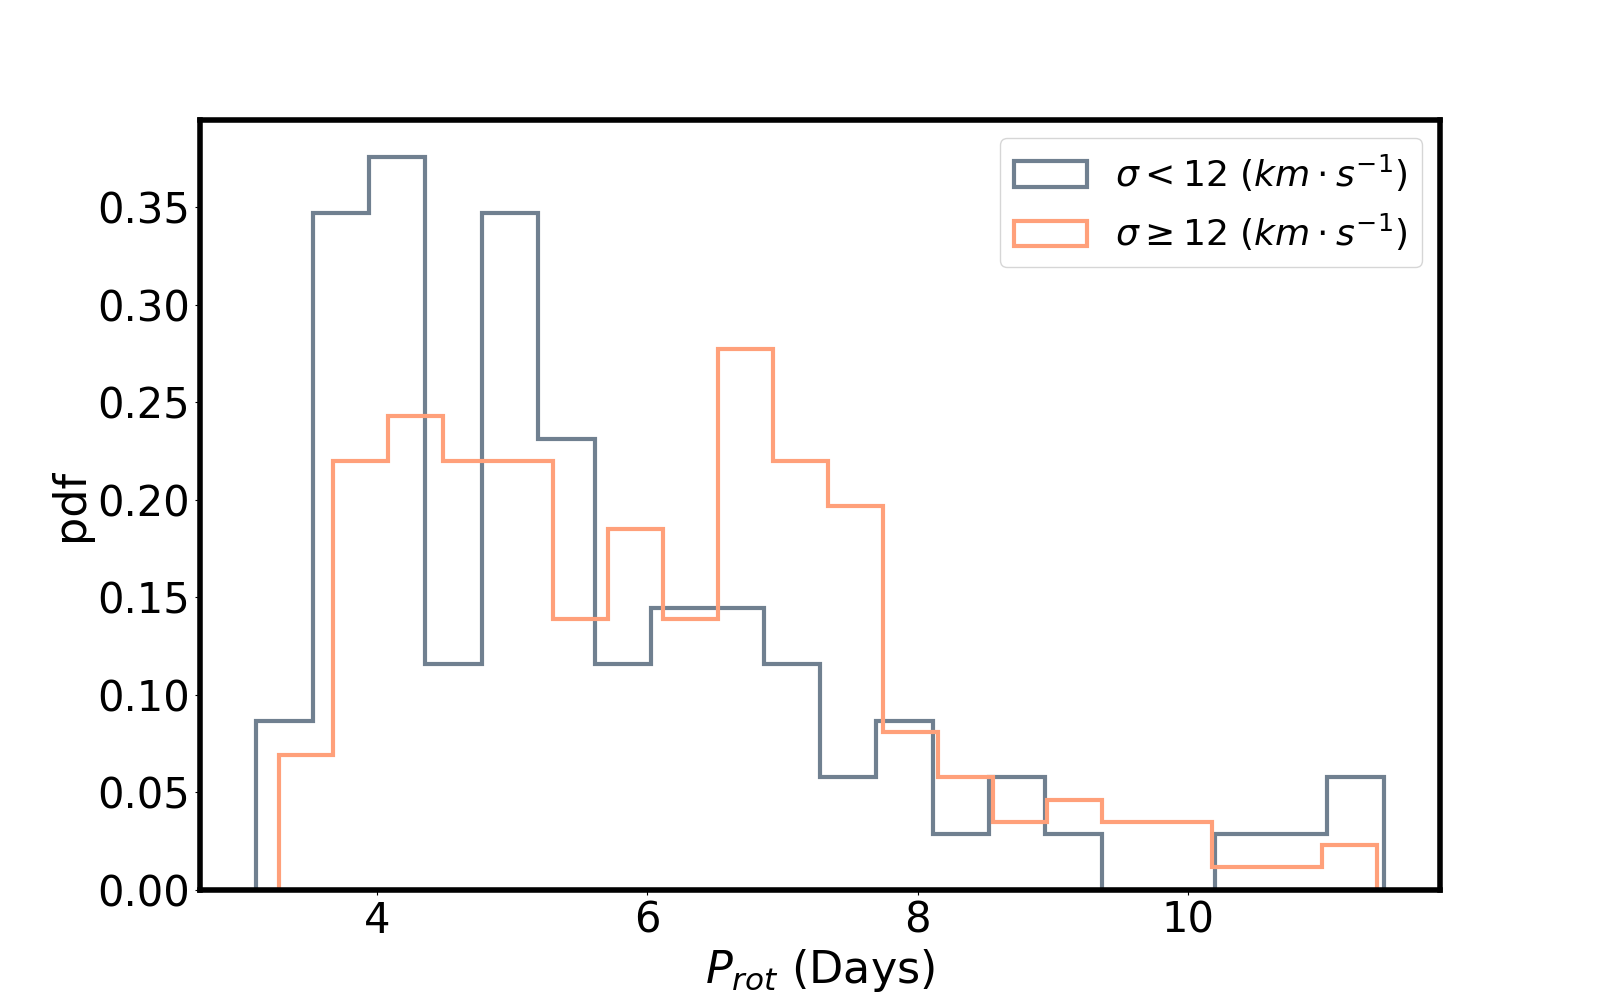 σ < 12 (km · s⁻¹)
σ ≥ 12 (km · s⁻¹)
0.35
0.30
0.25
0.20
0.15
0.10
0.05
0.00
pdf
4 6 8 10
P_rot (Days)